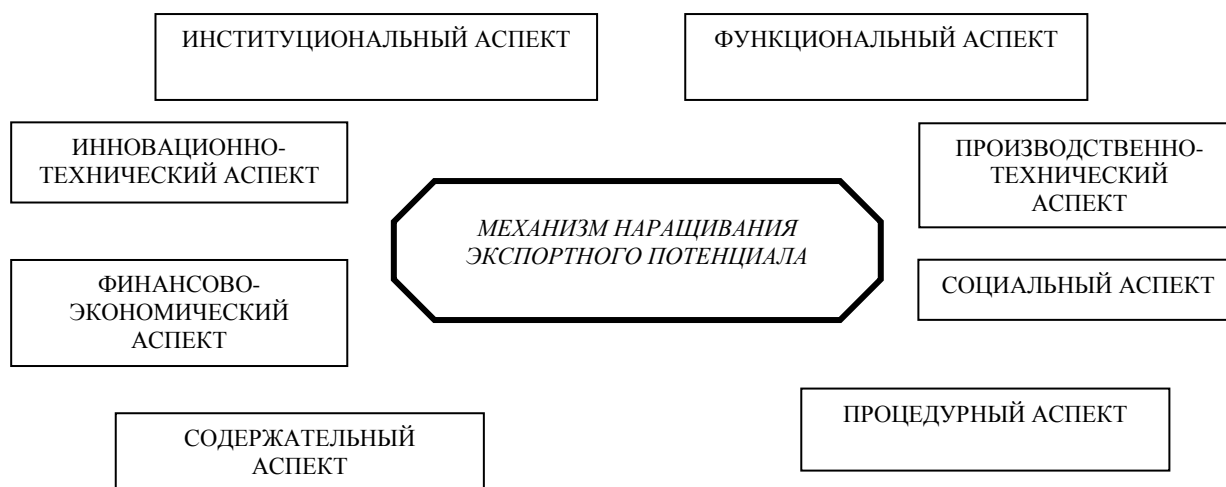 ИНСТИТУЦИОНАЛЬНЫЙ АСПЕКТ
ФУНКЦИОНАЛЬНЫЙ АСПЕКТ
ИННОВАЦИОННО-
ТЕХНИЧЕСКИЙ АСПЕКТ
ПРОИЗВОДСТВЕННО-
ТЕХНИЧЕСКИЙ
АСПЕКТ
МЕХАНИЗМ НАРАЩИВАНИЯ
ЭКСПОРТНОГО ПОТЕНЦИАЛА
ФИНАНСОВО-
ЭКОНОМИЧЕСКИЙ
АСПЕКТ
СОЦИАЛЬНЫЙ АСПЕКТ
СОДЕРЖАТЕЛЬНЫЙ
АСПЕКТ
ПРОЦЕДУРНЫЙ АСПЕКТ